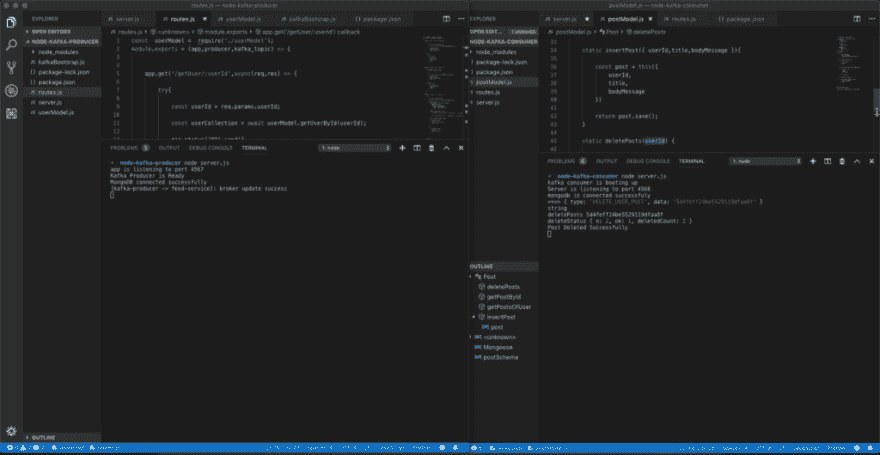 routes.js — node-kafka-producer
EXPLORER
server.js
routes.js
userModel.js
kafkaBootstrap.js
package.json
OPEN EDITORS
NODE-KAFKA-PRODUCER
node_modules
kafkaBootstrap.js
package-lock.json
package.json
routes.js
server.js
userModel.js
OUTLINE
routes.js > <unknown> > module.exports > app.get('/getUser/:userId') callback
1 const userModel = require('./userModel')
2 module.exports = (app,producer,kafka_topic) => {
3
4
5 app.get('/getUser/:userId',async(req,res) => {
6
7 try{
8
9 const userId = req.params.userId;
10
11 const userCollection = await userModel.getUserById(userId);
12
PROBLEMS
OUTPUT
DEBUG CONSOLE
TERMINAL
1: node
→ node-kafka-producer node server.js
app is listening to port 4567
Kafka Producer is Ready
MongoDB connected successfully
[kafka-producer -> feed-service]: broker update success
postModel.js — node-kafka-consumer
EXPLORER
server.js
postModel.js
routes.js
package.json
OPEN EDIT...
1 UNSAVED
NODE-KAFKA-CONSUMER
node_modules
package-lock.json
package.json
postModel.js
routes.js
server.js
OUTLINE
Post
deletePosts
getPostById
getPostsOfUser
insertPost
post
<unknown>
Mongoose
postScheme
postModel.js > Post > deletePosts
33
34 static insertPost({ userId,title,bodyMessage }){
35
36 const post = this({
37 userId,
38 title,
39 bodyMessage
40 })
41
42 return post.save();
43 }
44
45 static deletePosts(userId) {
46
PROBLEMS
OUTPUT
DEBUG CONSOLE
TERMINAL
1: node
→ node-kafka-consumer node server.js
kafka consumer is booting up
Server is listening to port 4568
mongodb is connected successfully
string
deleteStatus { n: 2, ok: 1, deletedCount: 2 }
Post Deleted Successfully